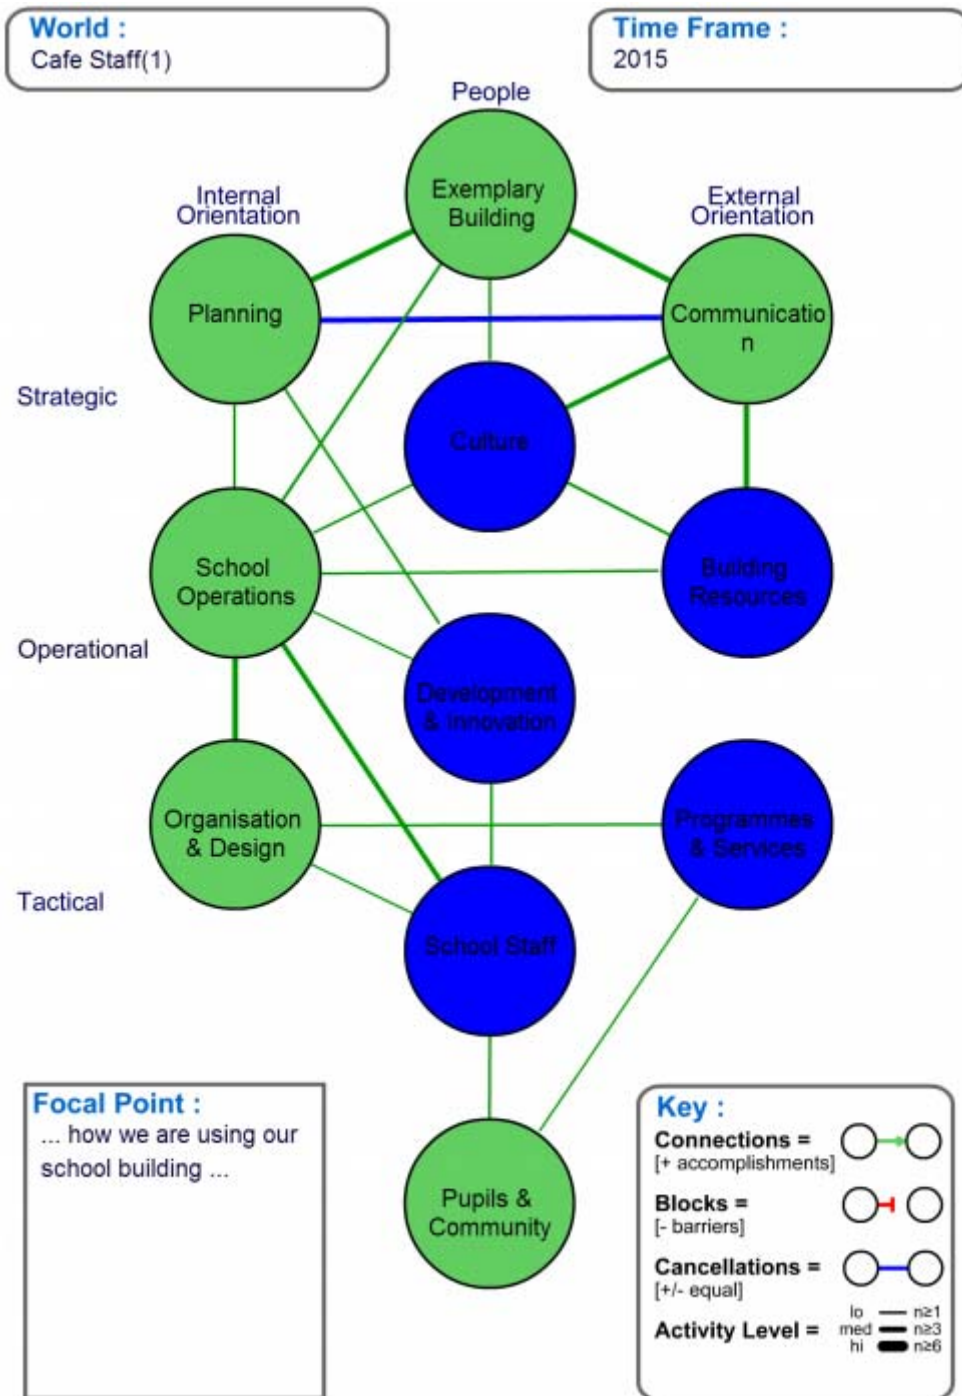 World :
Cafe Staff(1)
Time Frame :
2015
People
Internal
Orientation
Exemplary
Building
External
Orientation
Planning
Communicatio
n
Strategic
Culture
School
Operations
Building
Resources
Operational
Development
& Innovation
Organisation
& Design
Programmes
& Services
Tactical
School Staff
Pupils &
Community
Focal Point :
... how we are using our
school building ...
Key :
Connections =
[+ accomplishments]
Blocks =
[- barriers]
Cancellations =
[+/- equal]
Activity Level =
lo n≥1
med n≥3
hi n≥6